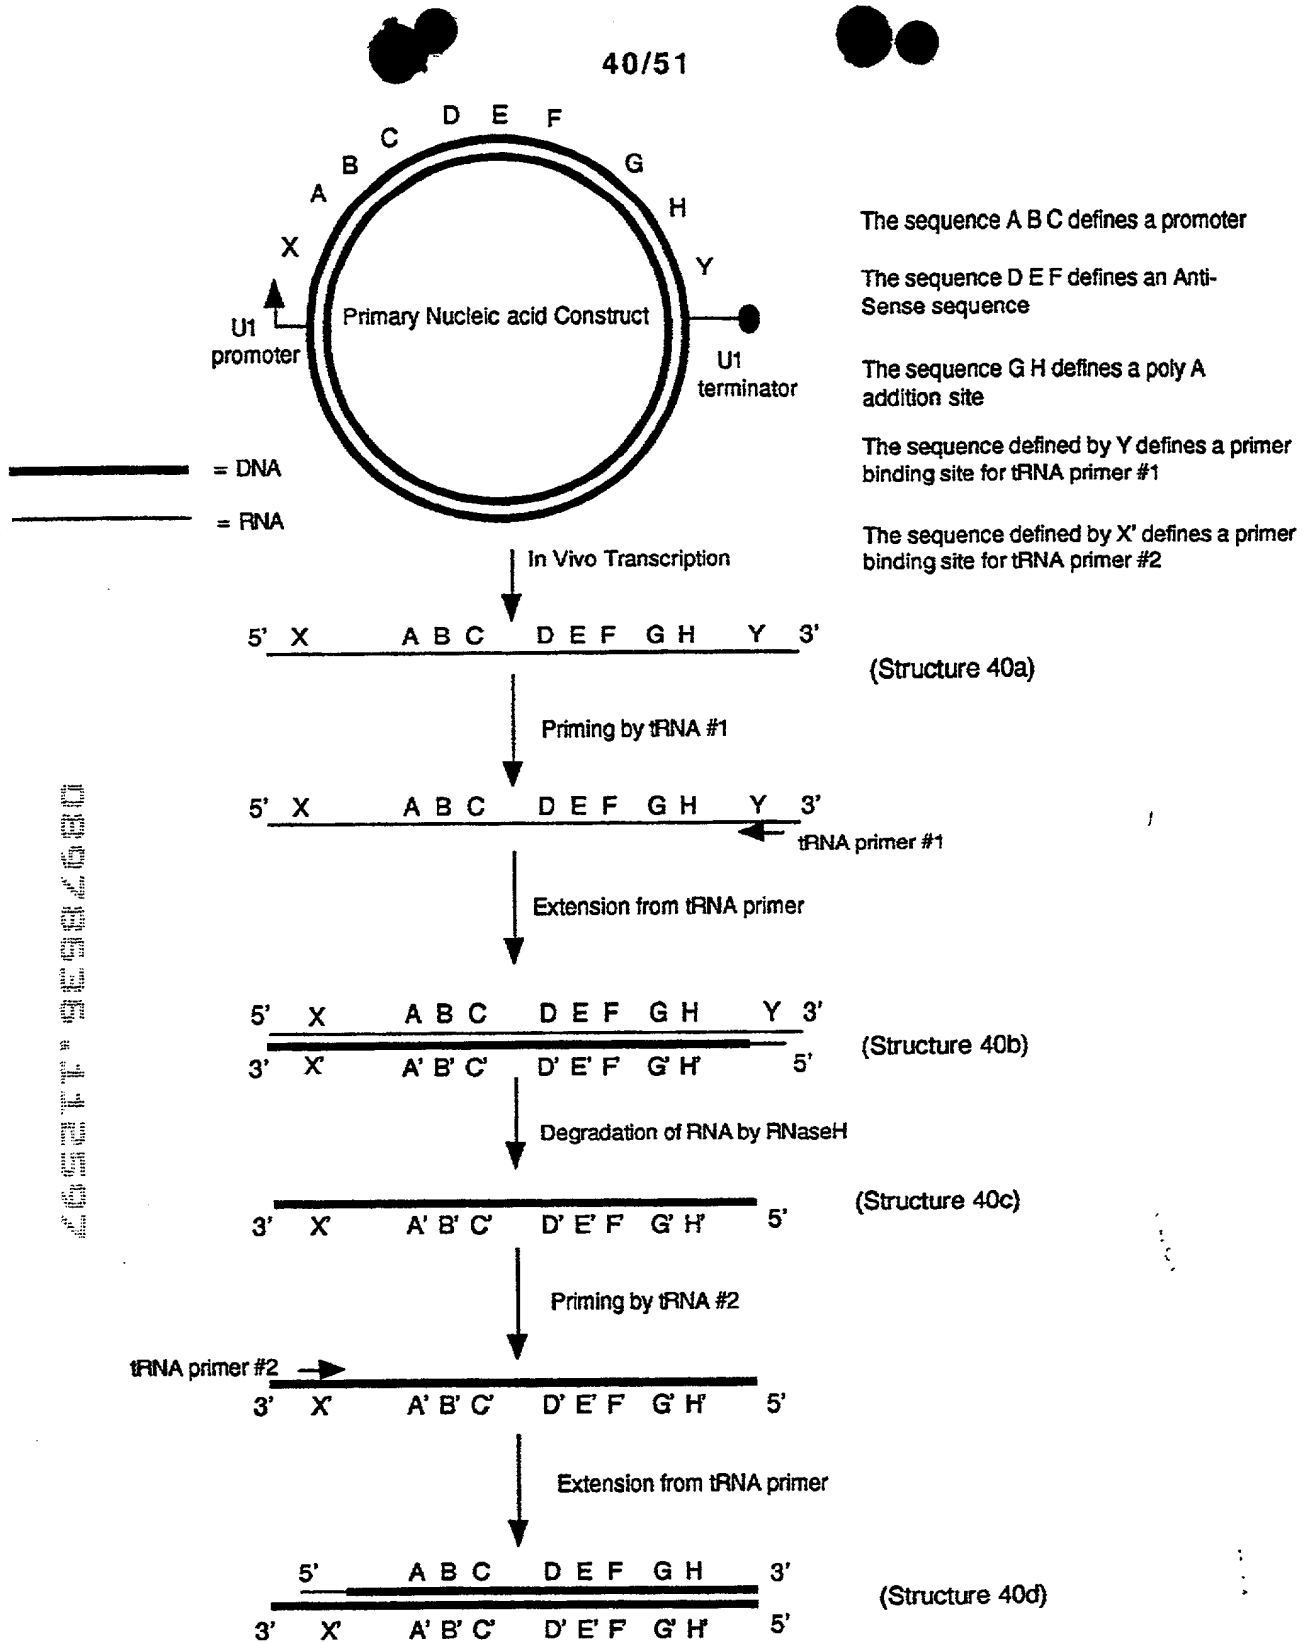 40/51
D E F
C
B G
A H
X Y
The sequence A B C defines a promoter
The sequence D E F defines an Anti-
Sense sequence
Primary Nucleic acid Construct
U1
promoter
U1
terminator
The sequence G H defines a poly A
addition site
The sequence defined by Y defines a primer
binding site for tRNA primer #1
= DNA
= RNA
The sequence defined by X' defines a primer
binding site for tRNA primer #2
In Vivo Transcription
5' X A B C D E F G H Y 3'
(Structure 40a)
Priming by tRNA #1
5' X A B C D E F G H Y 3'
tRNA primer #1
Extension from tRNA primer
5' X A B C D E F G H Y 3'
(Structure 40b)
3' X' A' B' C' D' E' F' G' H' 5'
Degradation of RNA by RNaseH
(Structure 40c)
3' X' A' B' C' D' E' F' G' H' 5'
Priming by tRNA #2
tRNA primer #2
3' X' A' B' C' D' E' F' G' H' 5'
Extension from tRNA primer
5' A B C D E F G H 3'
(Structure 40d)
3' X' A' B' C' D' E' F' G' H' 5'
08978636.112597